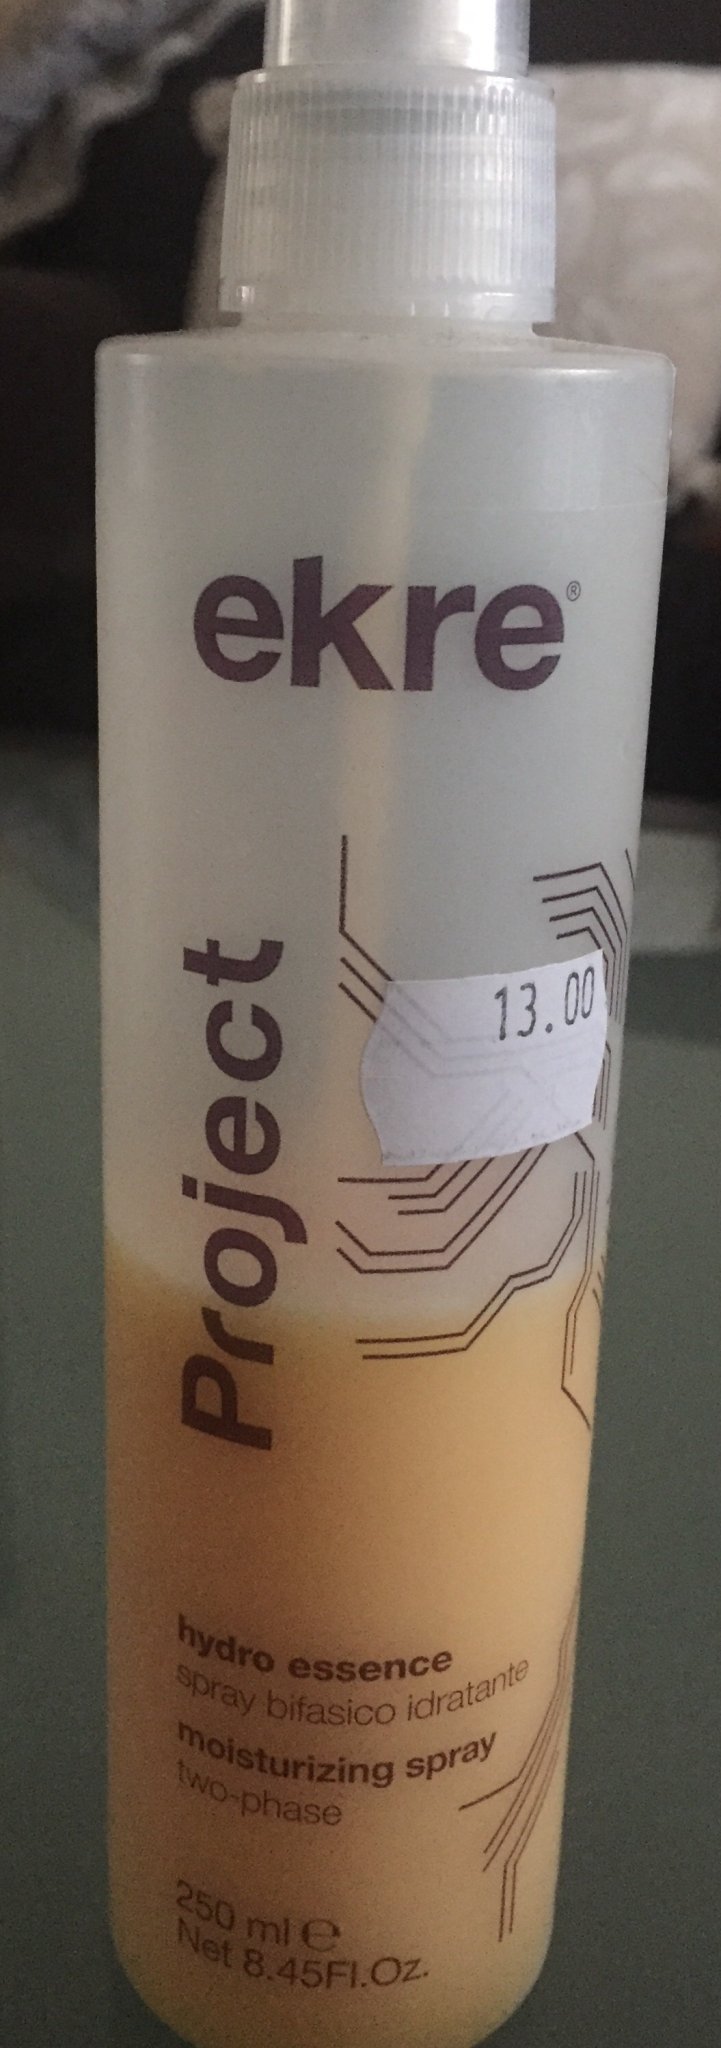 ekre®
Project
13.00
hydro essence
spray bifasico idratante
moisturizing spray
two-phase
250 ml ℮
Net 8.45Fl.Oz.